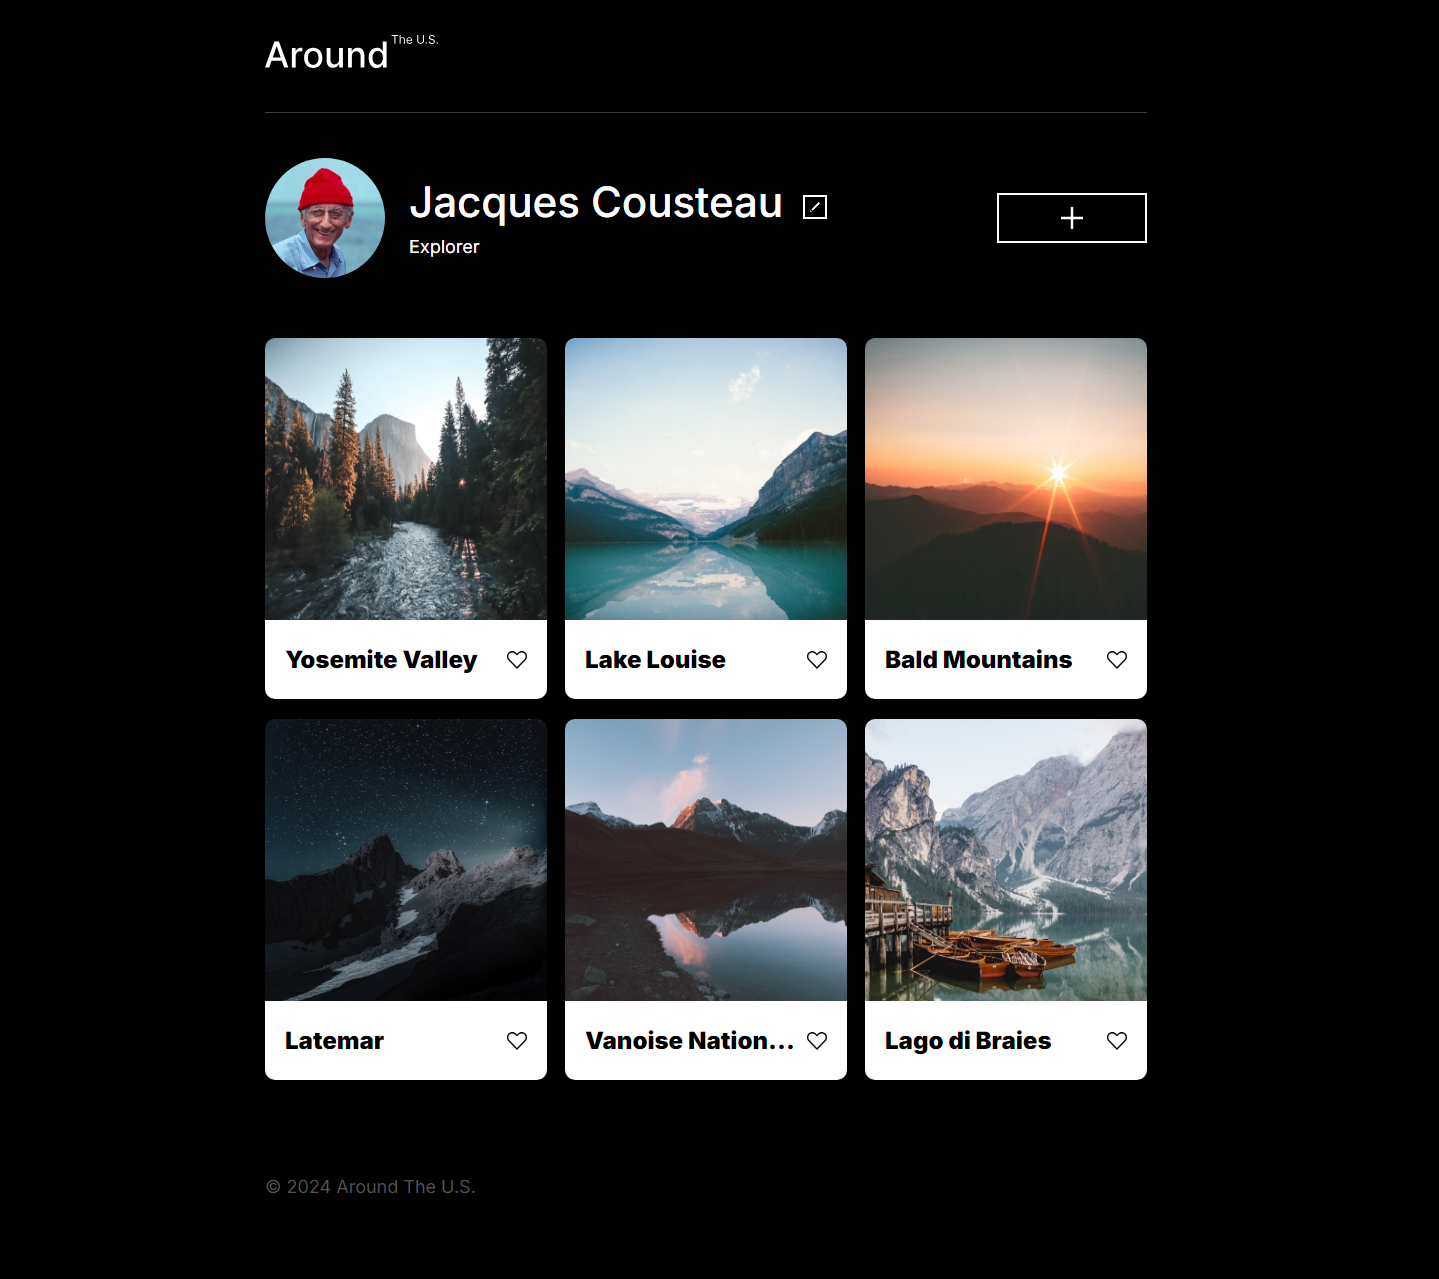 Around The U.S.
Jacques Cousteau
Explorer
Yosemite Valley
Lake Louise
Bald Mountains
Latemar
Vanoise Nation...
Lago di Braies
© 2024 Around The U.S.